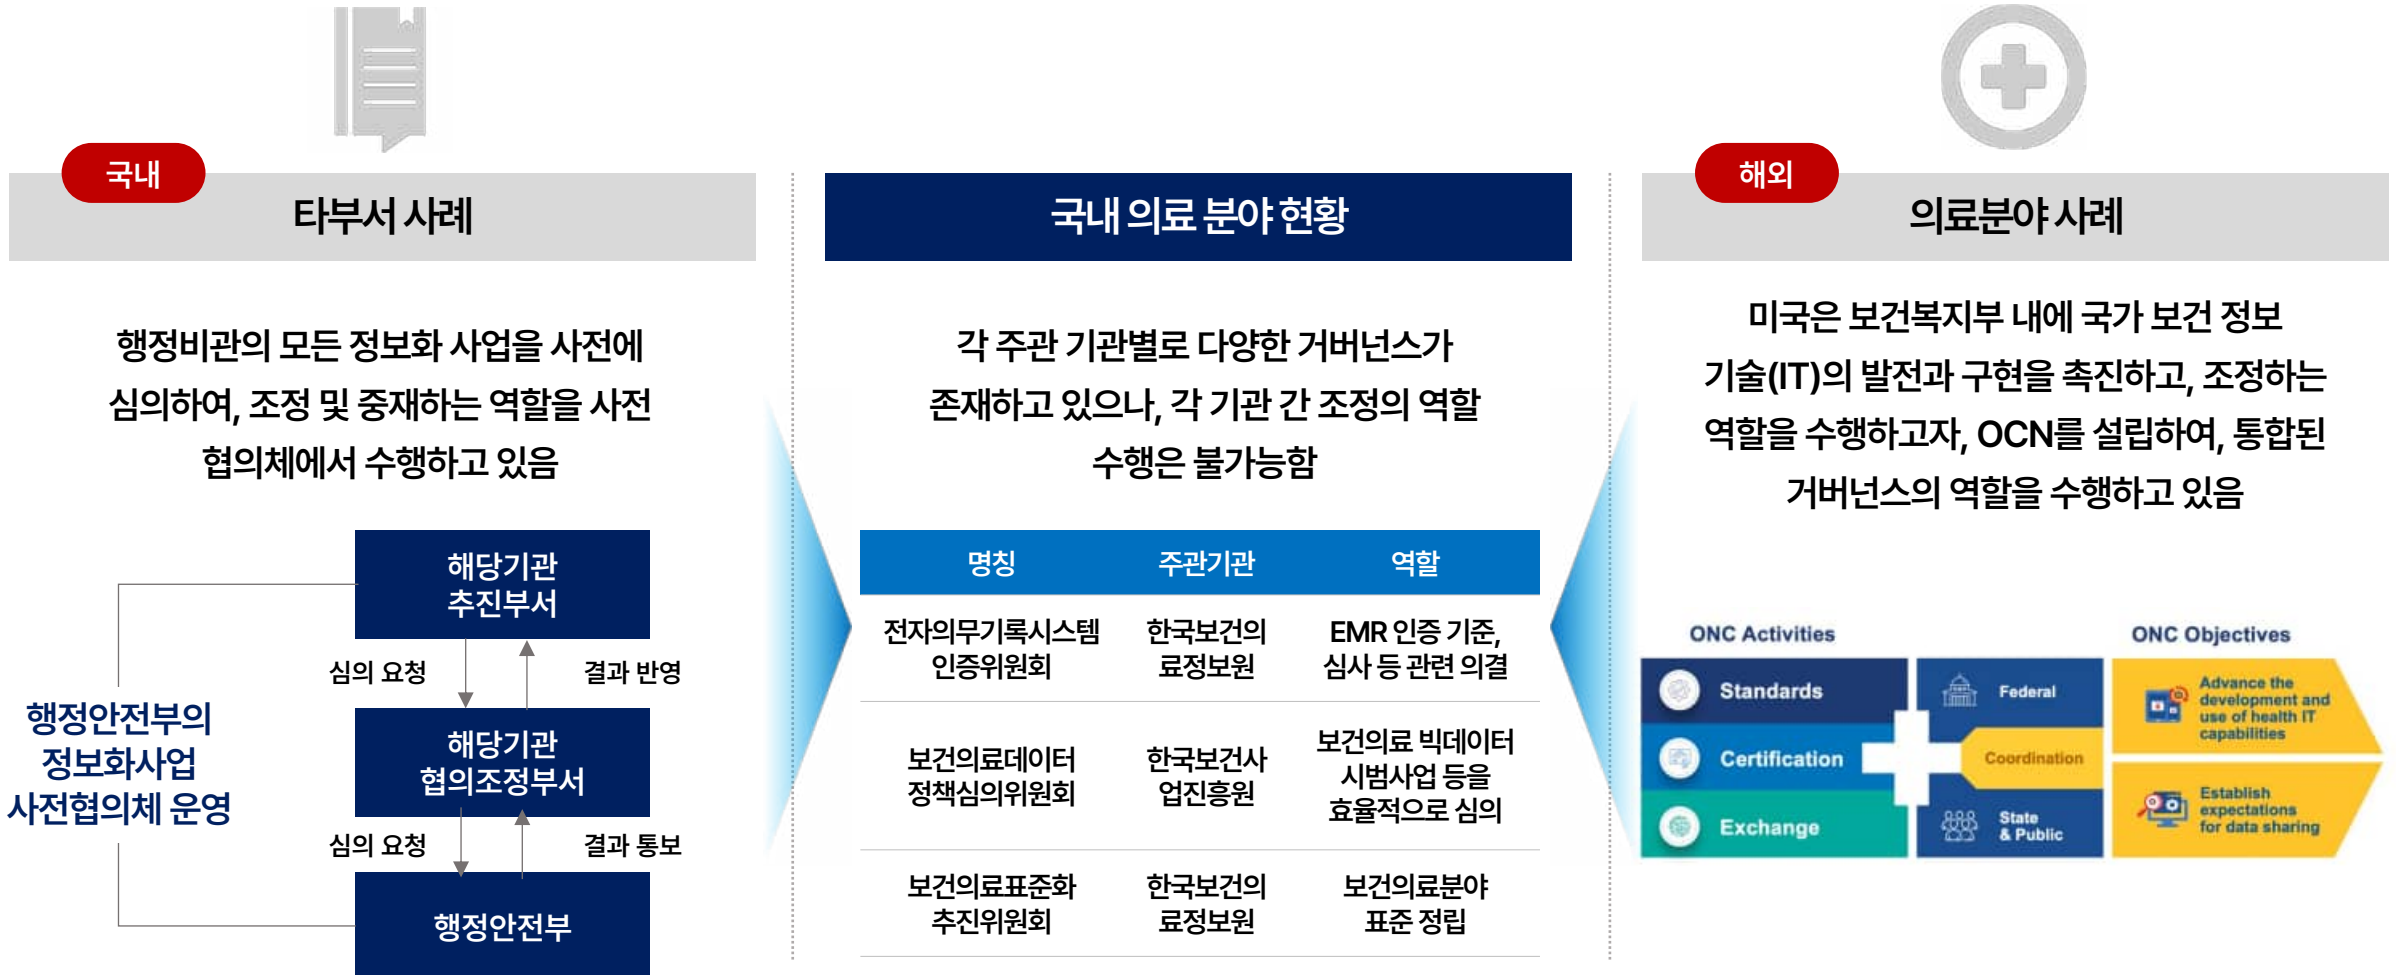 국내
타부서 사례
행정비관의 모든 정보화 사업을 사전에
심의하여, 조정 및 중재하는 역할을 사전
협의체에서 수행하고 있음
해당기관
추진부서
심의 요청
결과 반영
행정안전부의
정보화사업
사전협의체 운영
해당기관
협의조정부서
심의 요청
결과 통보
행정안전부
국내 의료 분야 현황
각 주관 기관별로 다양한 거버넌스가
존재하고 있으나, 각 기관 간 조정의 역할
수행은 불가능함
명칭
주관기관
역할
전자의무기록시스템
인증위원회
한국보건의
료정보원
EMR 인증 기준,
심사 등 관련 의결
보건의료데이터
정책심의위원회
한국보건사
업진흥원
보건의료 빅데이터
시범사업 등을
효율적으로 심의
보건의료표준화
추진위원회
한국보건의
료정보원
보건의료분야
표준 정립
해외
의료분야 사례
미국은 보건복지부 내에 국가 보건 정보
기술(IT)의 발전과 구현을 촉진하고, 조정하는
역할을 수행하고자, OCN를 설립하여, 통합된
거버넌스의 역할을 수행하고 있음
ONC Activities
Standards
Certification
Exchange
Federal
Coordination
State
& Public
ONC Objectives
Advance the
development and
use of health IT
capabilities
Establish
expectations
for data sharing